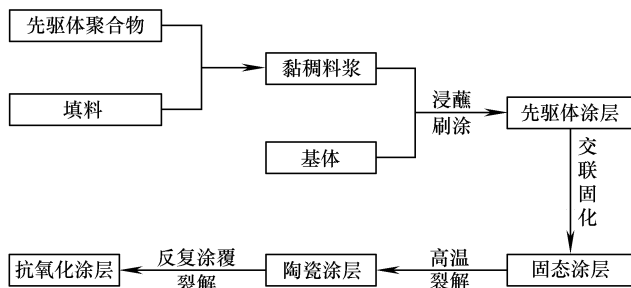 先驱体聚合物
填料
黏稠料浆
基体
浸蘸
刷涂
先驱体涂层
交
联
固
化
固态涂层
高温
裂解
陶瓷涂层
反复涂覆
裂解
抗氧化涂层